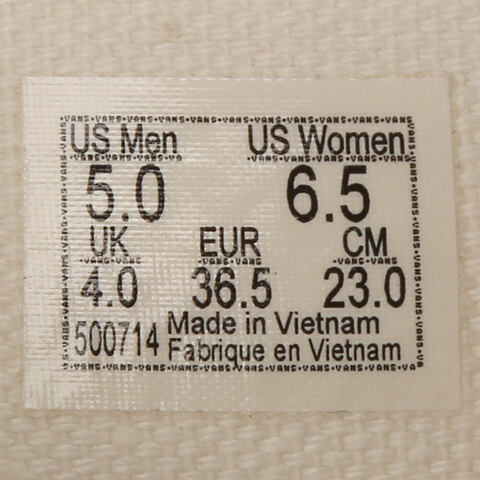 US Men US Women
5.0 6.5
UK EUR CM
4.0 36.5 23.0
500714 Made in Vietnam
Fabrique en Vietnam